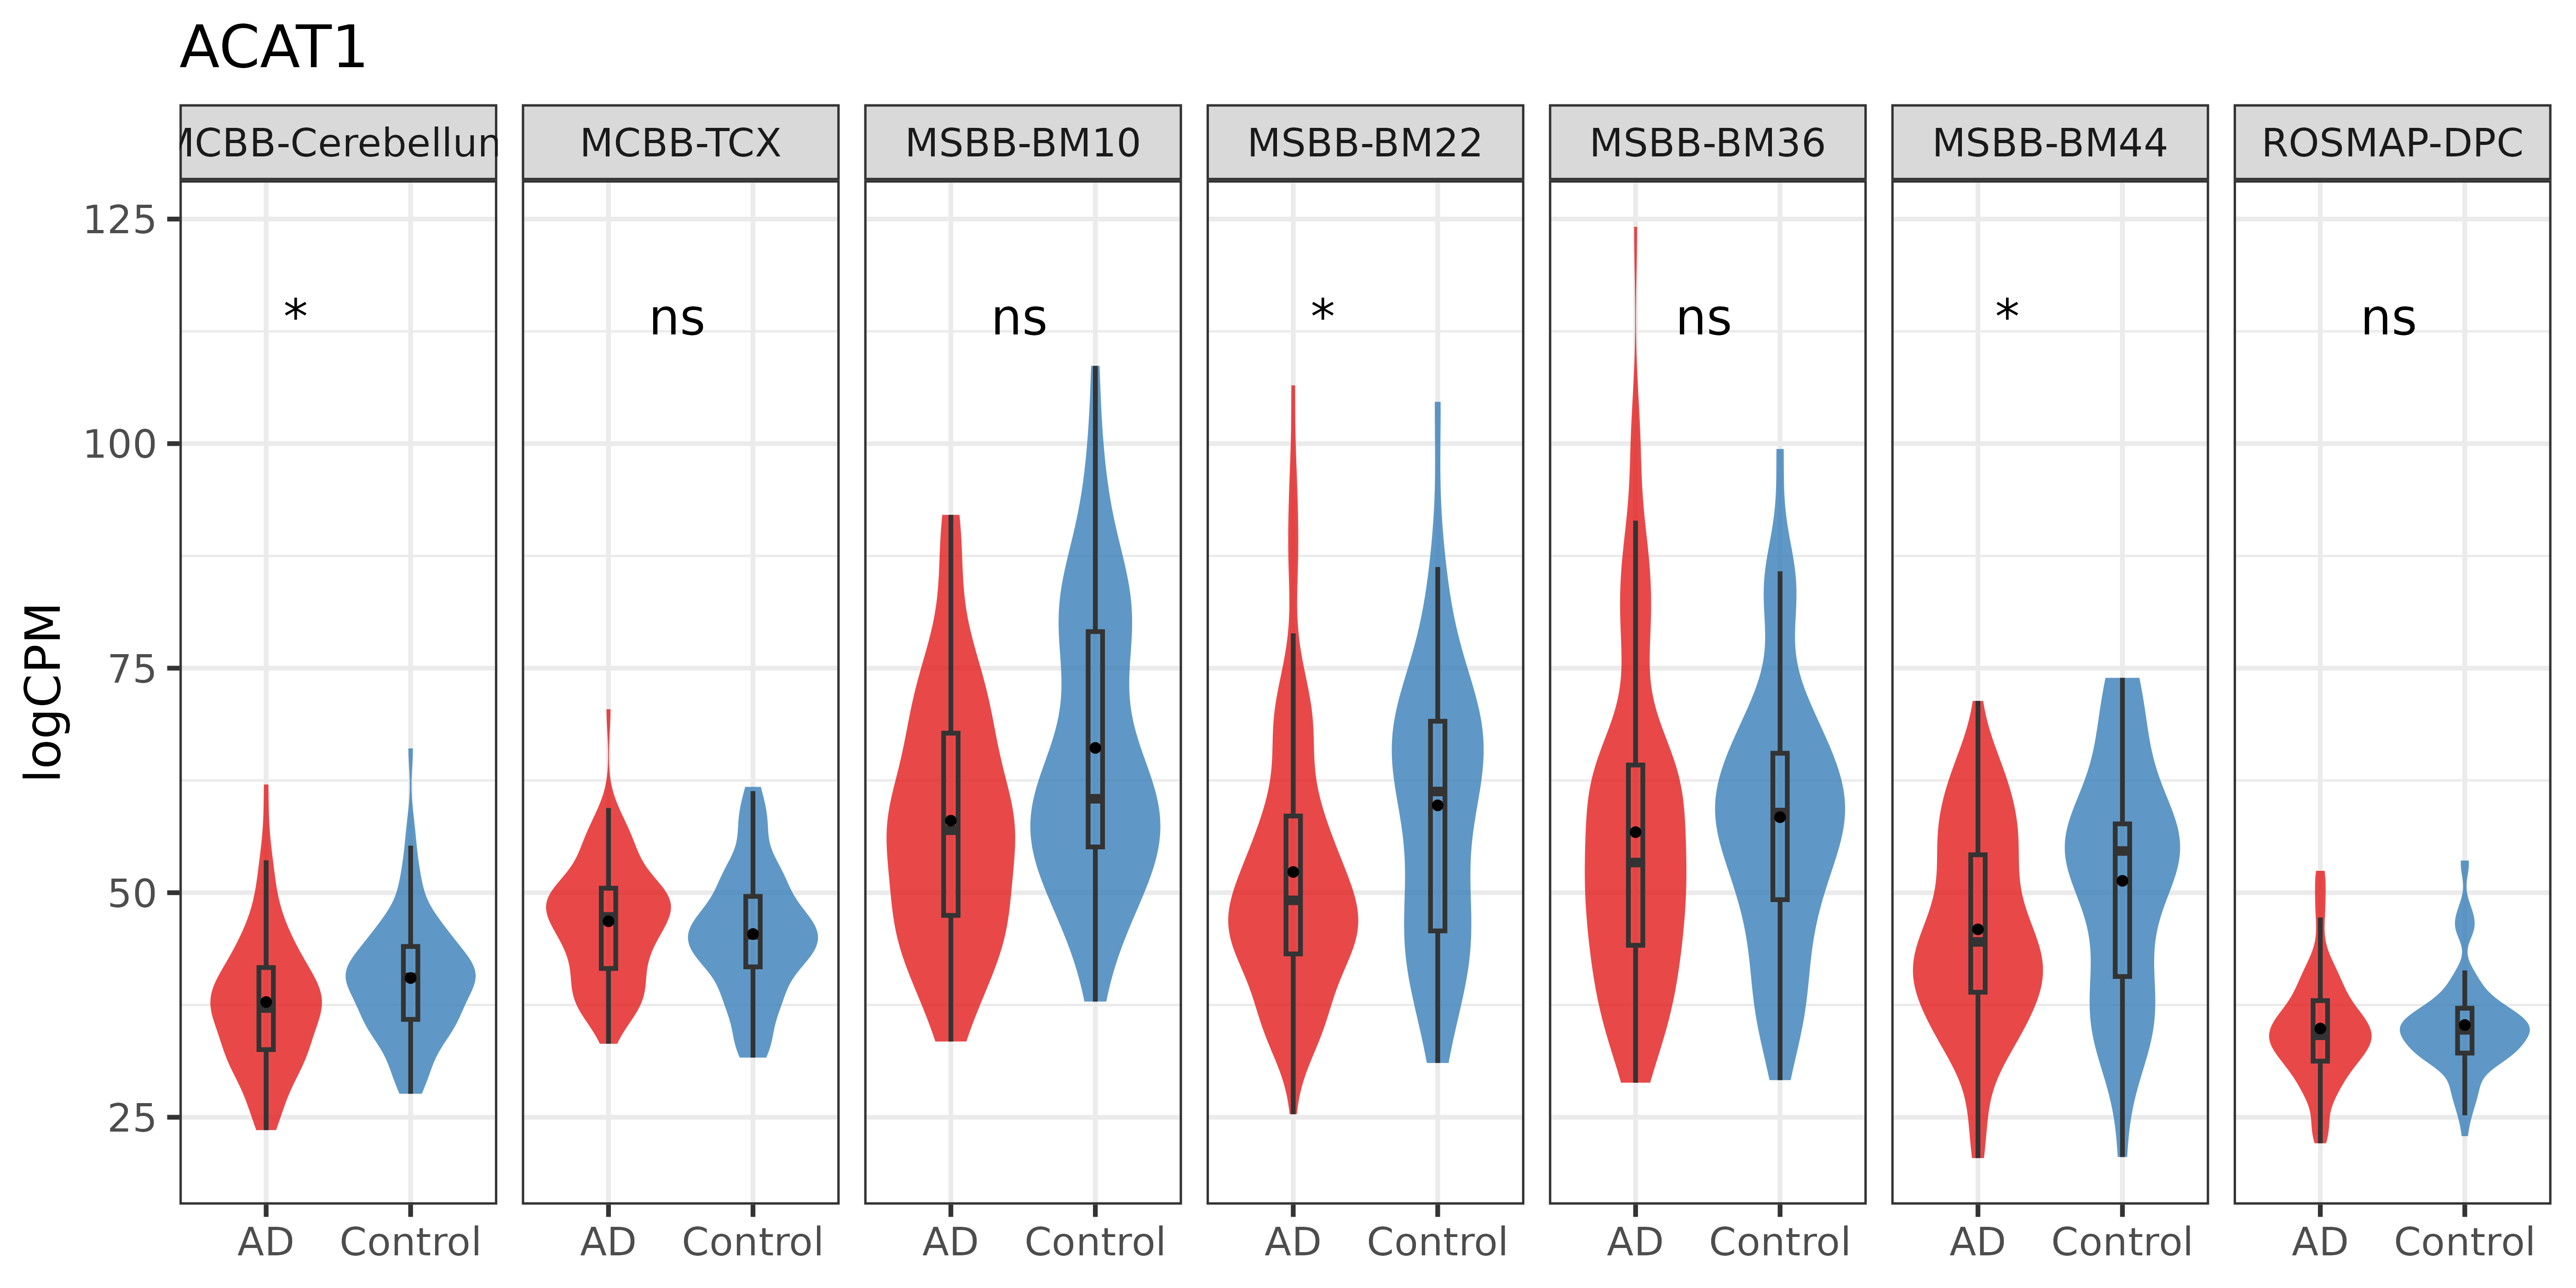 ACAT1
MCBB-Cerebellum MCBB-TCX MSBB-BM10 MSBB-BM22 MSBB-BM36 MSBB-BM44 ROSMAP-DPC
125
* ns ns * ns * ns
100
75
50
25
logCPM
AD Control AD Control AD Control AD Control AD Control AD Control AD Control